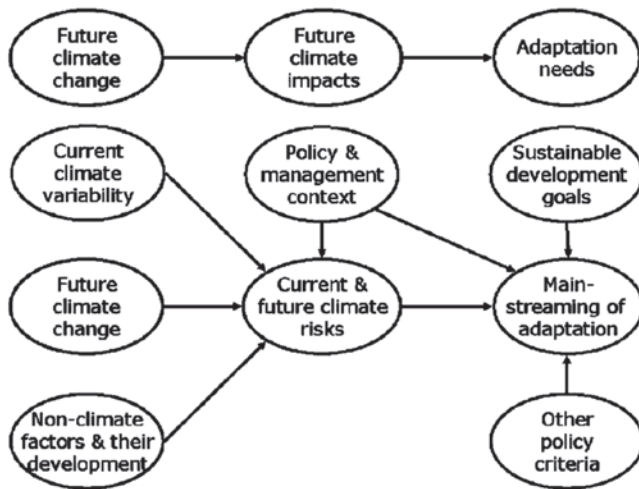 Future
climate
change
Future
climate
impacts
Adaptation
needs
Current
climate
variability
Policy &
management
context
Sustainable
development
goals
Future
climate
change
Current &
future climate
risks
Main-
streaming of
adaptation
Non-climate
factors & their
development
Other
policy
criteria